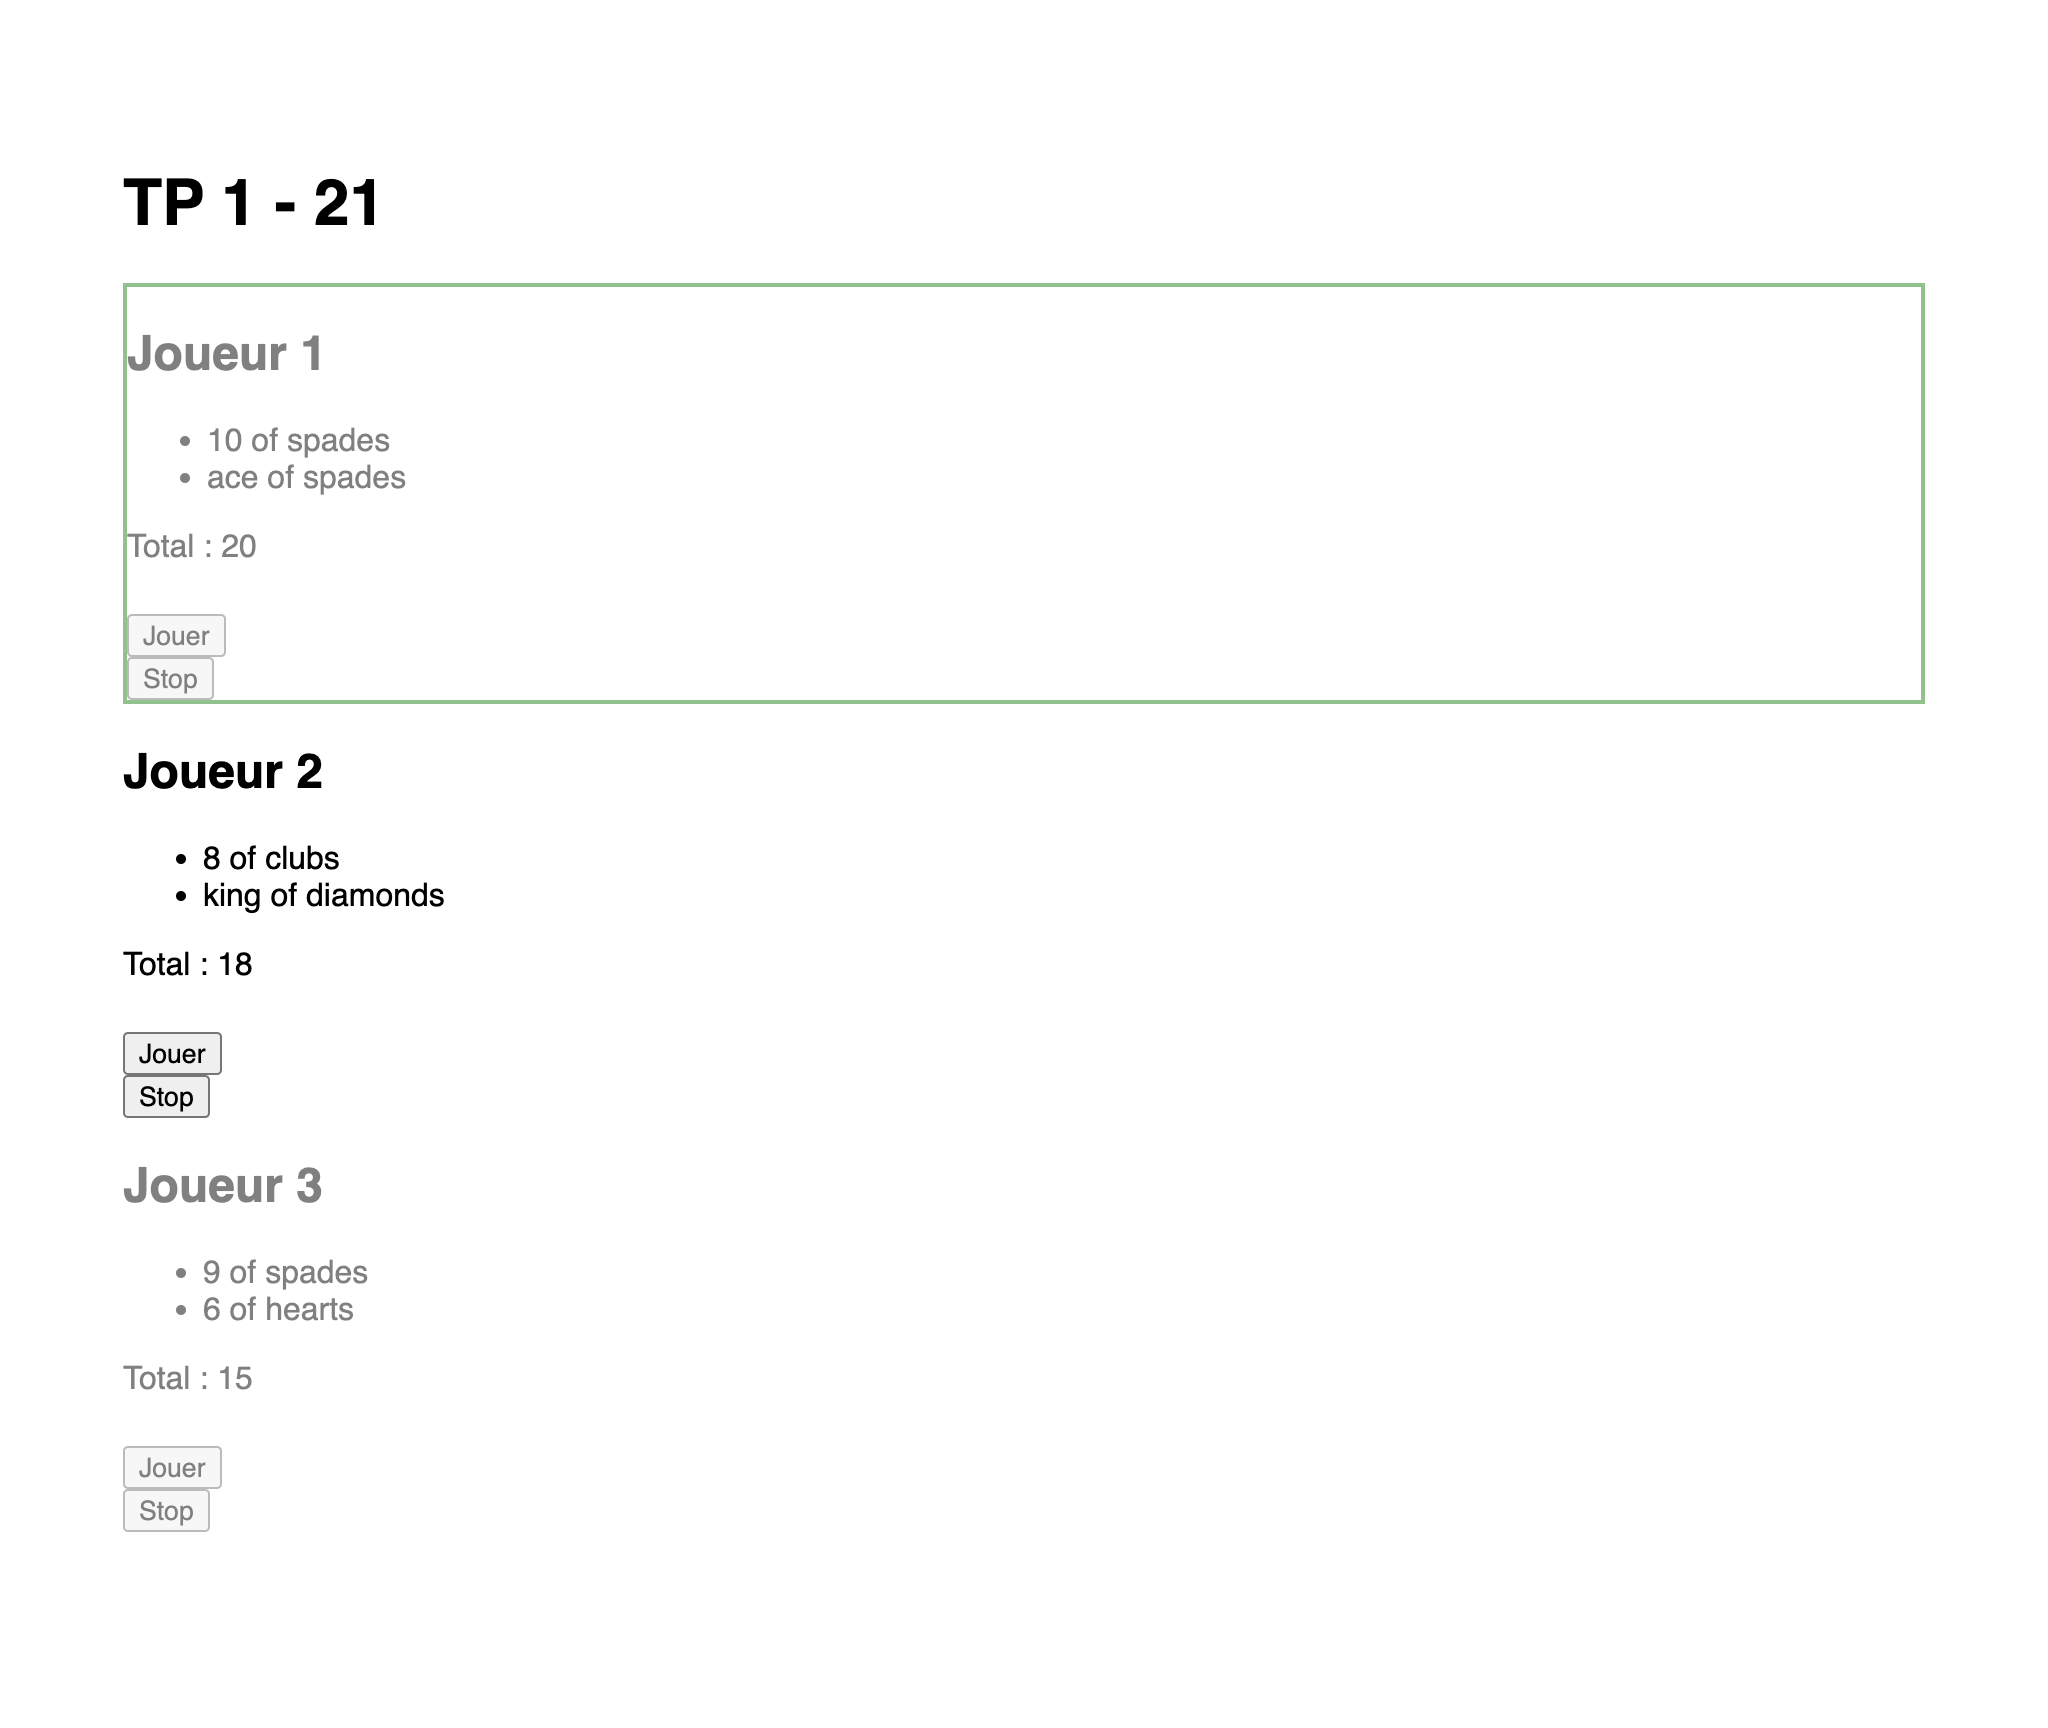 TP 1 - 21
Joueur 1
10 of spades
ace of spades
Total : 20
Jouer
Stop
Joueur 2
8 of clubs
king of diamonds
Total : 18
Jouer
Stop
Joueur 3
9 of spades
6 of hearts
Total : 15
Jouer
Stop